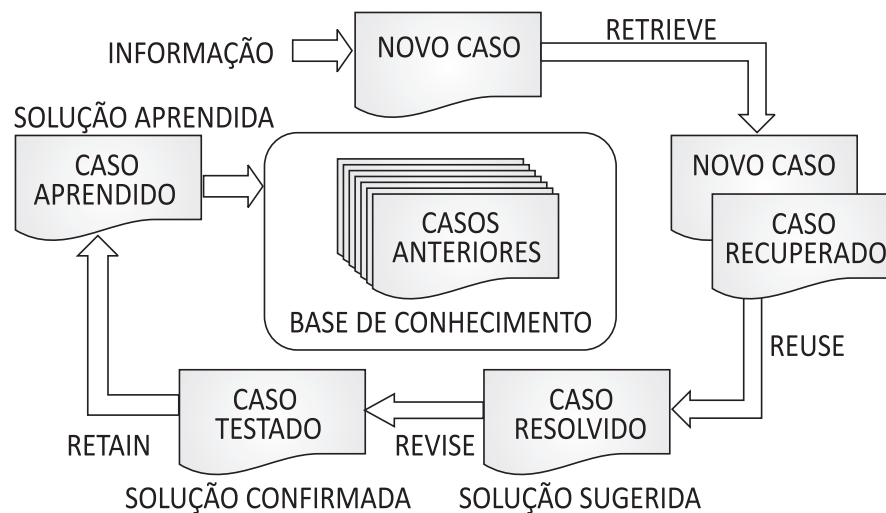 INFORMAÇÃO
NOVO CASO
RETRIEVE
SOLUÇÃO APRENDIDA
CASO
APRENDIDO
CASOS
ANTERIORES
BASE DE CONHECIMENTO
NOVO CASO
CASO
RECUPERADO
REUSE
CASO
RESOLVIDO
SOLUÇÃO SUGERIDA
REVISE
CASO
TESTADO
SOLUÇÃO CONFIRMADA
RETAIN